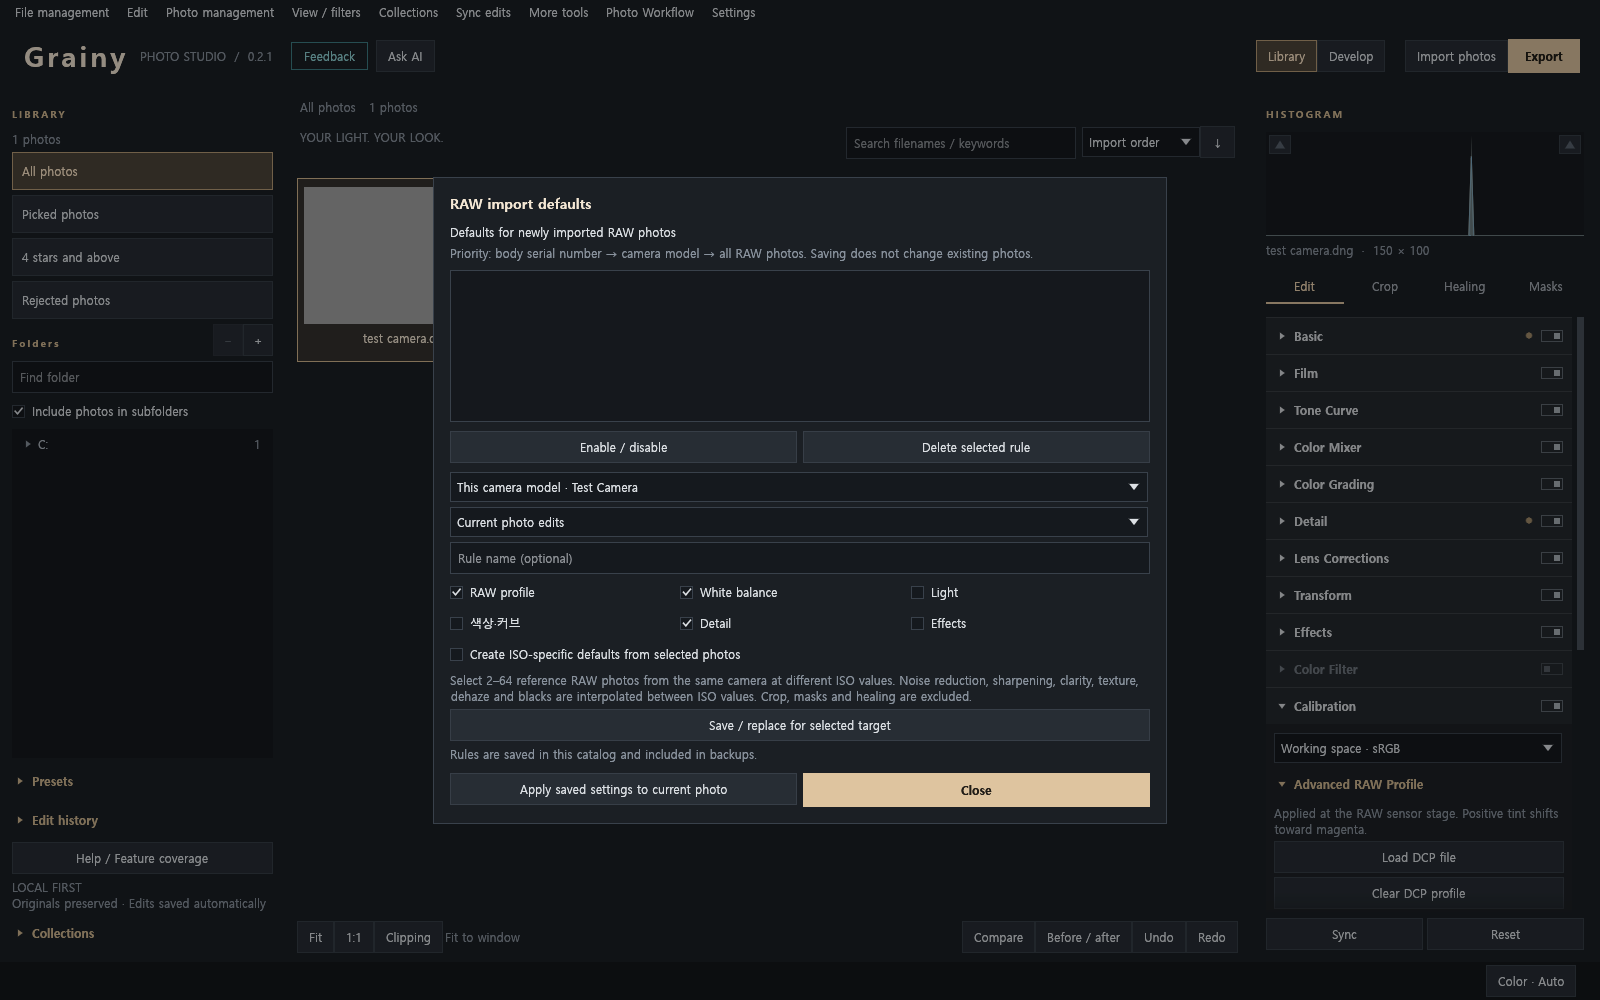 File management Edit Photo management View / filters Collections Sync edits More tools Photo Workflow Settings
Grainy PHOTO STUDIO / 0.2.1 Feedback Ask AI Library Develop Import photos Export
LIBRARY
1 photos
All photos
Picked photos
4 stars and above
Rejected photos
Folders − +
Find folder
Include photos in subfolders
C: 1
Presets
Edit history
Help / Feature coverage
LOCAL FIRST
Originals preserved · Edits saved automatically
Collections
All photos 1 photos
YOUR LIGHT. YOUR LOOK.
Search filenames / keywords Import order ↓
test camera.d
RAW import defaults
Defaults for newly imported RAW photos
Priority: body serial number → camera model → all RAW photos. Saving does not change existing photos.
Enable / disable Delete selected rule
This camera model · Test Camera
Current photo edits
Rule name (optional)
RAW profile White balance Light
색상·커브 Detail Effects
Create ISO-specific defaults from selected photos
Select 2–64 reference RAW photos from the same camera at different ISO values. Noise reduction, sharpening, clarity, texture,
dehaze and blacks are interpolated between ISO values. Crop, masks and healing are excluded.
Save / replace for selected target
Rules are saved in this catalog and included in backups.
Apply saved settings to current photo Close
Fit 1:1 Clipping Fit to window Compare Before / after Undo Redo
HISTOGRAM
test camera.dng · 150 × 100
Edit Crop Healing Masks
Basic
Film
Tone Curve
Color Mixer
Color Grading
Detail
Lens Corrections
Transform
Effects
Color Filter
Calibration
Working space · sRGB
Advanced RAW Profile
Applied at the RAW sensor stage. Positive tint shifts
toward magenta.
Load DCP file
Clear DCP profile
Sync Reset
Color · Auto